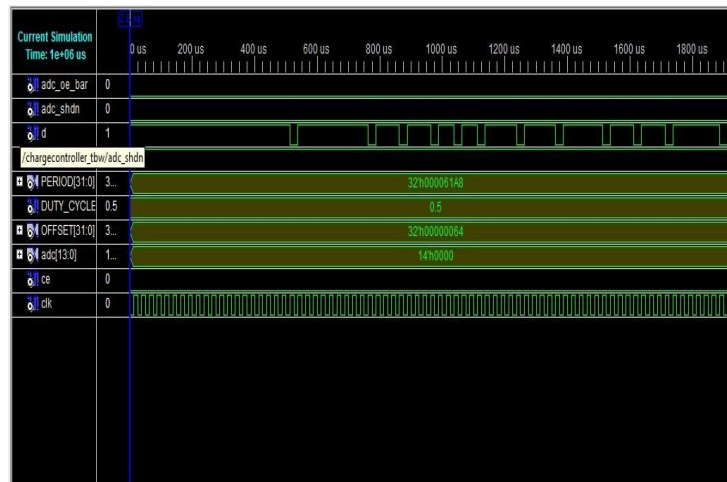 Current Simulation
Time: 1e+06 us
0 us 200 us 400 us 600 us 800 us 1000 us 1200 us 1400 us 1600 us 1800 us
adc_oe_bar 0
adc_shdn 0
d 1
/chargecontroller_tbw/adc_shdn
PERIOD[31:0] 3... 32'h000061A8
DUTY_CYCLE 0.5 0.5
OFFSET[31:0] 3... 32'h00000064
adc[13:0] 1... 14'h0000
ce 0
clk 0